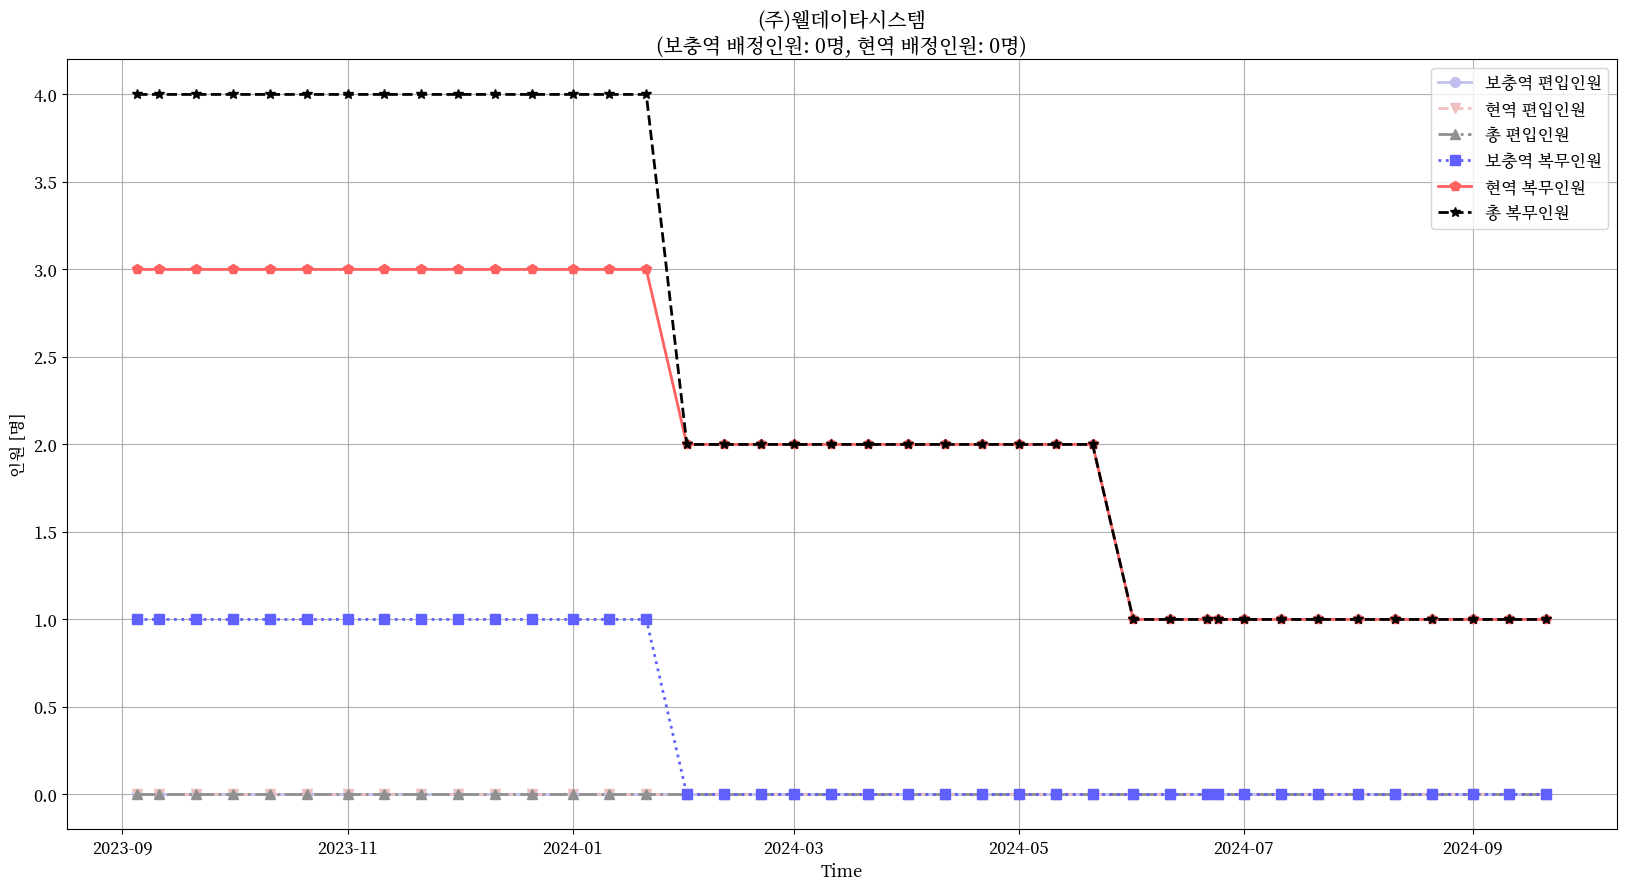 (주)웰데이타시스템
(보충역 배정인원: 0명, 현역 배정인원: 0명)
보충역 편입인원
현역 편입인원
총 편입인원
보충역 복무인원
현역 복무인원
총 복무인원
인원 [명]
4.0
3.5
3.0
2.5
2.0
1.5
1.0
0.5
0.0
2023-09
2023-11
2024-01
2024-03
2024-05
2024-07
2024-09
Time